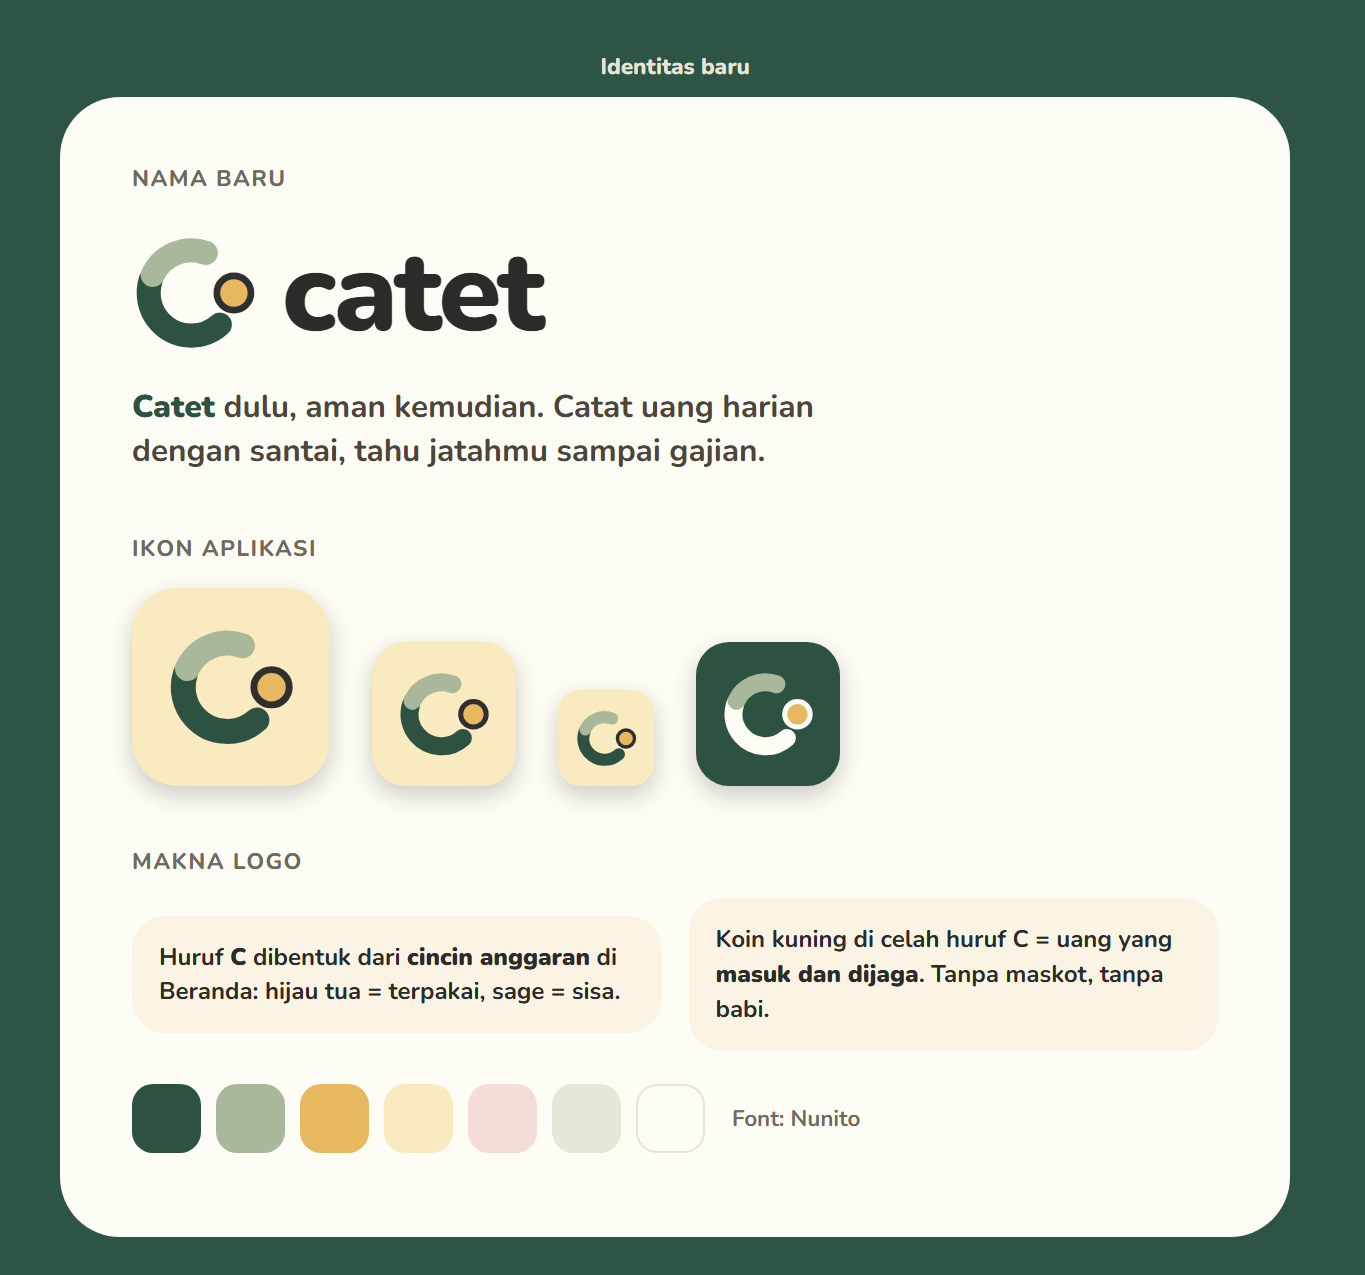 Identitas baru
NAMA BARU
catet
Catet dulu, aman kemudian. Catat uang harian
dengan santai, tahu jatahmu sampai gajian.
IKON APLIKASI
MAKNA LOGO
Huruf C dibentuk dari cincin anggaran di
Beranda: hijau tua = terpakai, sage = sisa.
Koin kuning di celah huruf C = uang yang
masuk dan dijaga. Tanpa maskot, tanpa
babi.
Font: Nunito